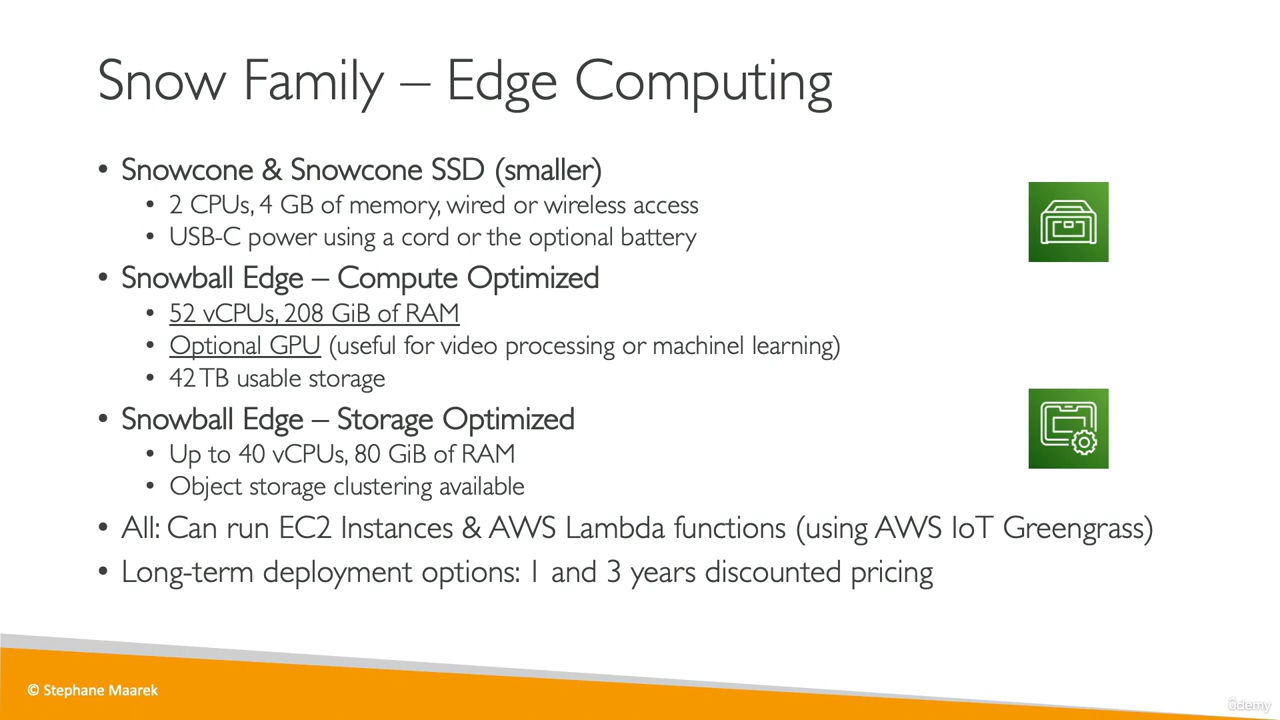 Snow Family – Edge Computing
• Snowcone & Snowcone SSD (smaller)
• 2 CPUs, 4 GB of memory, wired or wireless access
• USB-C power using a cord or the optional battery
• Snowball Edge – Compute Optimized
• 52 vCPUs, 208 GiB of RAM
• Optional GPU (useful for video processing or machinel learning)
• 42 TB usable storage
• Snowball Edge – Storage Optimized
• Up to 40 vCPUs, 80 GiB of RAM
• Object storage clustering available
• All: Can run EC2 Instances & AWS Lambda functions (using AWS IoT Greengrass)
• Long-term deployment options: 1 and 3 years discounted pricing
© Stephane Maarek
ûdemy